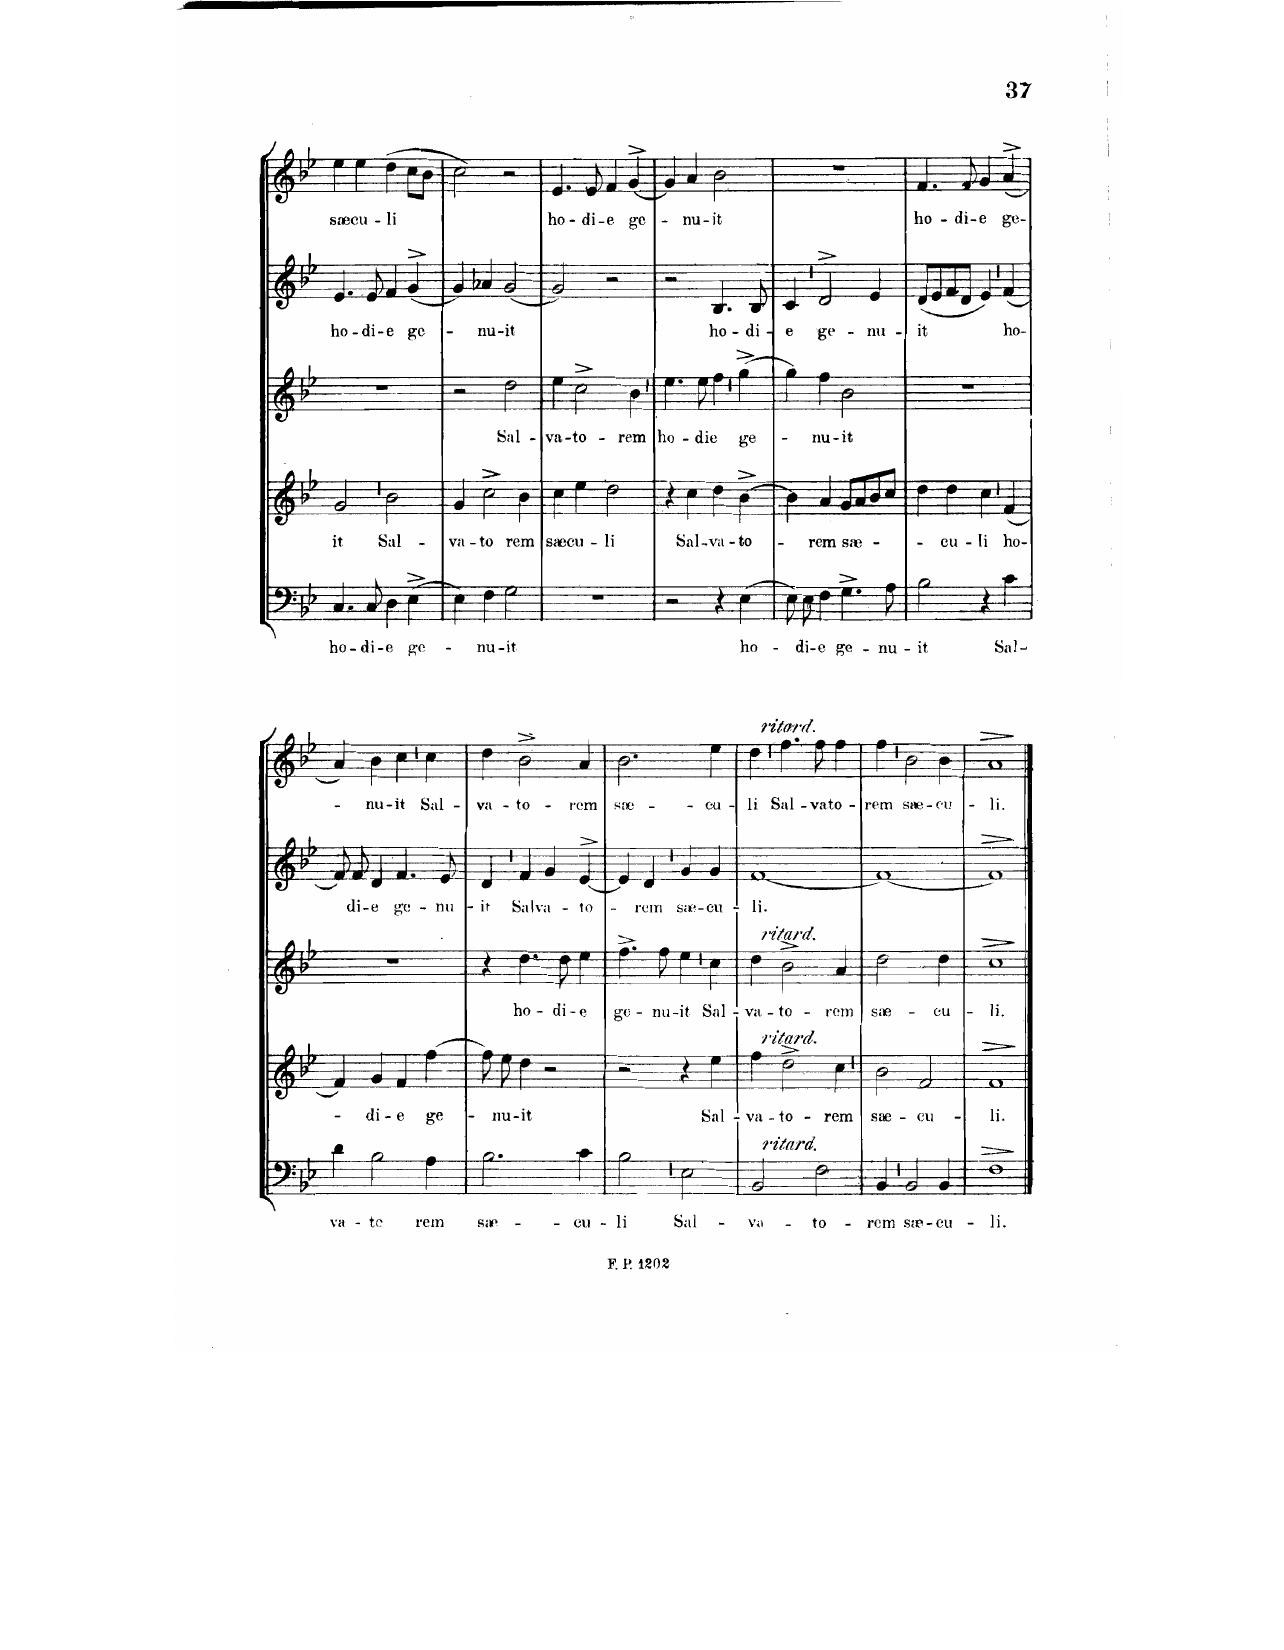 37
sæcu - li ho - di - e ge - nu - it ho - di - e ge-
ho - di - e ge - nu - it ho - di - e ge - nu - it ho-
Sal - va - to - rem ho - die ge - nu - it
it Sal - va - to rem sæcu - li Sal - va - to - rem sæ - - cu - li ho-
ho - di - e ge - nu - it ho - di - e ge - nu - it Sal-
ritard.
- nu - it Sal - va - to - rem sæ - - cu - li Sal - vato - rem sæ - cu - li.
di - e ge - nu - it Salva - to - rem sæ - cu - li.
ritard.
ho - di - e ge - nu - it Sal - va - to - rem sæ - cu - li.
ritard.
- di - e ge - nu - it Sal - va - to - rem sæ - cu - li.
ritard.
va - to rem sæ - - cu - li Sal - va - to - rem sæ - cu - li.
F. P. 1202